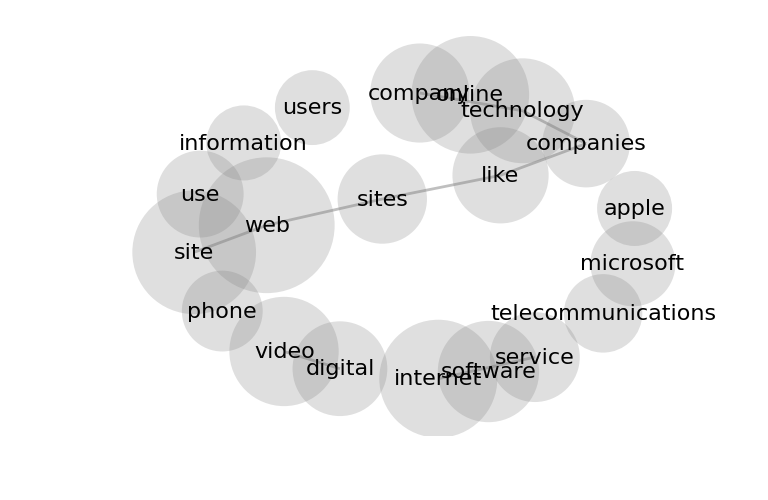 company
online
users
technology
information
companies
like
use
sites
apple
web
site
microsoft
phone
telecommunications
video
service
digital
software
internet